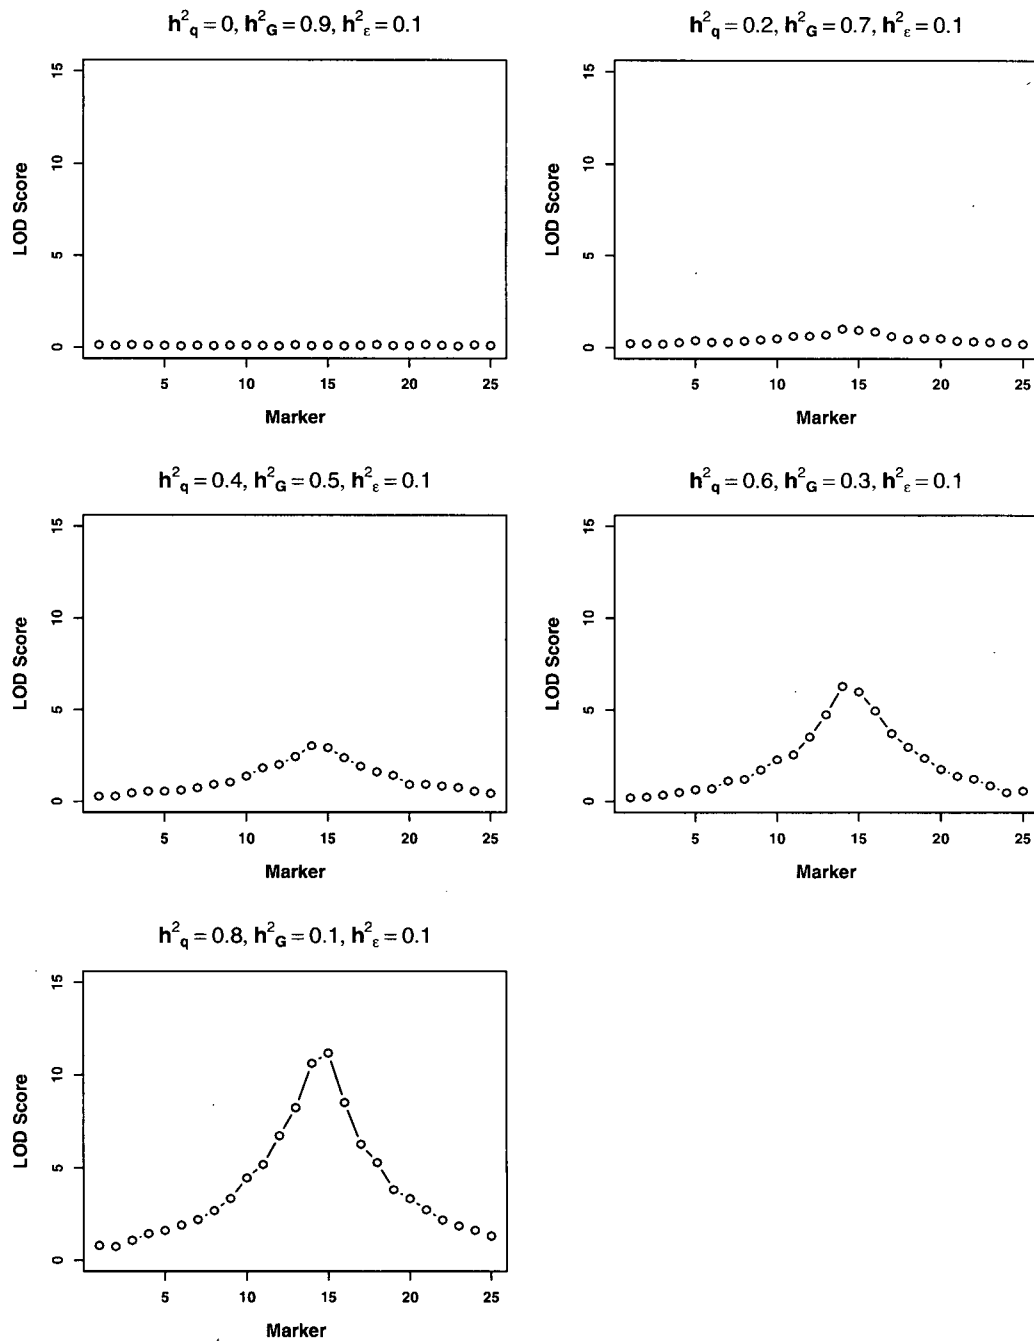 h²q = 0, h²G = 0.9, h²ε = 0.1
LOD Score
15
10
5
0
5 10 15 20 25
Marker
h²q = 0.2, h²G = 0.7, h²ε = 0.1
LOD Score
15
10
5
0
5 10 15 20 25
Marker
h²q = 0.4, h²G = 0.5, h²ε = 0.1
LOD Score
15
10
5
0
5 10 15 20 25
Marker
h²q = 0.6, h²G = 0.3, h²ε = 0.1
LOD Score
15
10
5
0
5 10 15 20 25
Marker
h²q = 0.8, h²G = 0.1, h²ε = 0.1
LOD Score
15
10
5
0
5 10 15 20 25
Marker